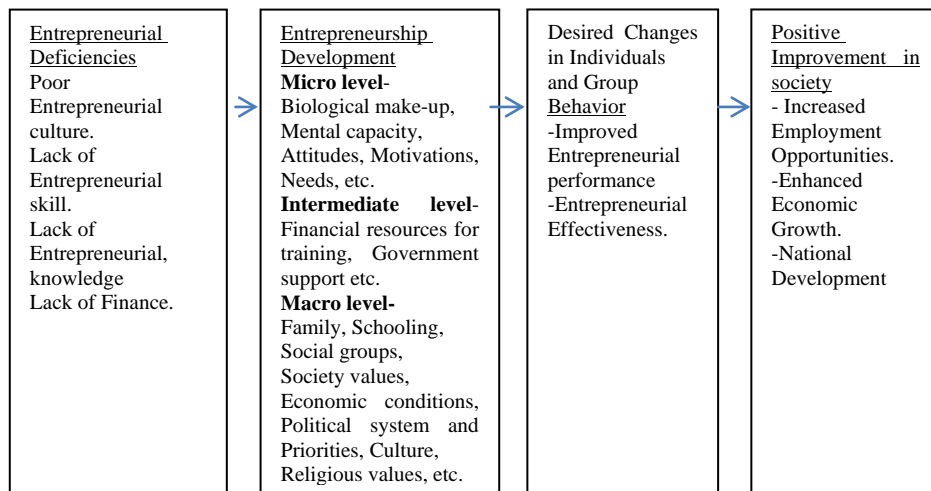 Entrepreneurial
Deficiencies
Poor
Entrepreneurial
culture.
Lack of
Entrepreneurial
skill.
Lack of
Entrepreneurial,
knowledge
Lack of Finance.
Entrepreneurship
Development
Micro level-
Biological make-up,
Mental capacity,
Attitudes, Motivations,
Needs, etc.
Intermediate level-
Financial resources for
training, Government
support etc.
Macro level-
Family, Schooling,
Social groups,
Society values,
Economic conditions,
Political system and
Priorities, Culture,
Religious values, etc.
Desired Changes
in Individuals
and Group
Behavior
-Improved
Entrepreneurial
performance
-Entrepreneurial
Effectiveness.
Positive
Improvement in
society
- Increased
Employment
Opportunities.
-Enhanced
Economic
Growth.
-National
Development